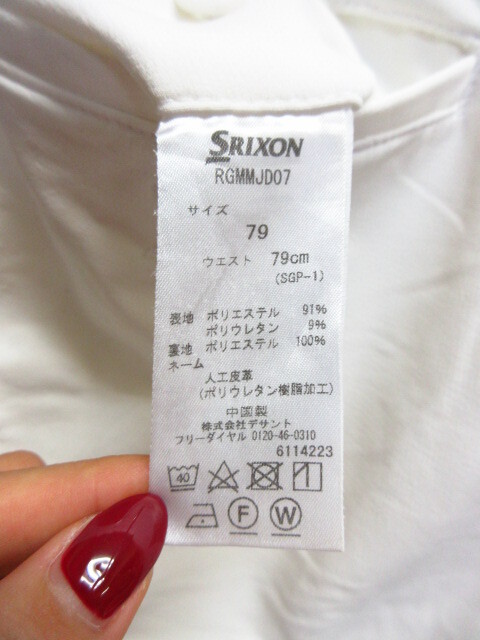 SRIXON
RGMMJD07
サイズ
79
ウエスト 79cm
(SGP-1)
表地 ポリエステル 91%
ポリウレタン 9%
裏地 ポリエステル 100%
ネーム
人工皮革
(ポリウレタン樹脂加工)
中国製
株式会社デサント
フリーダイヤル 0120-46-0310
6114223
40
F W